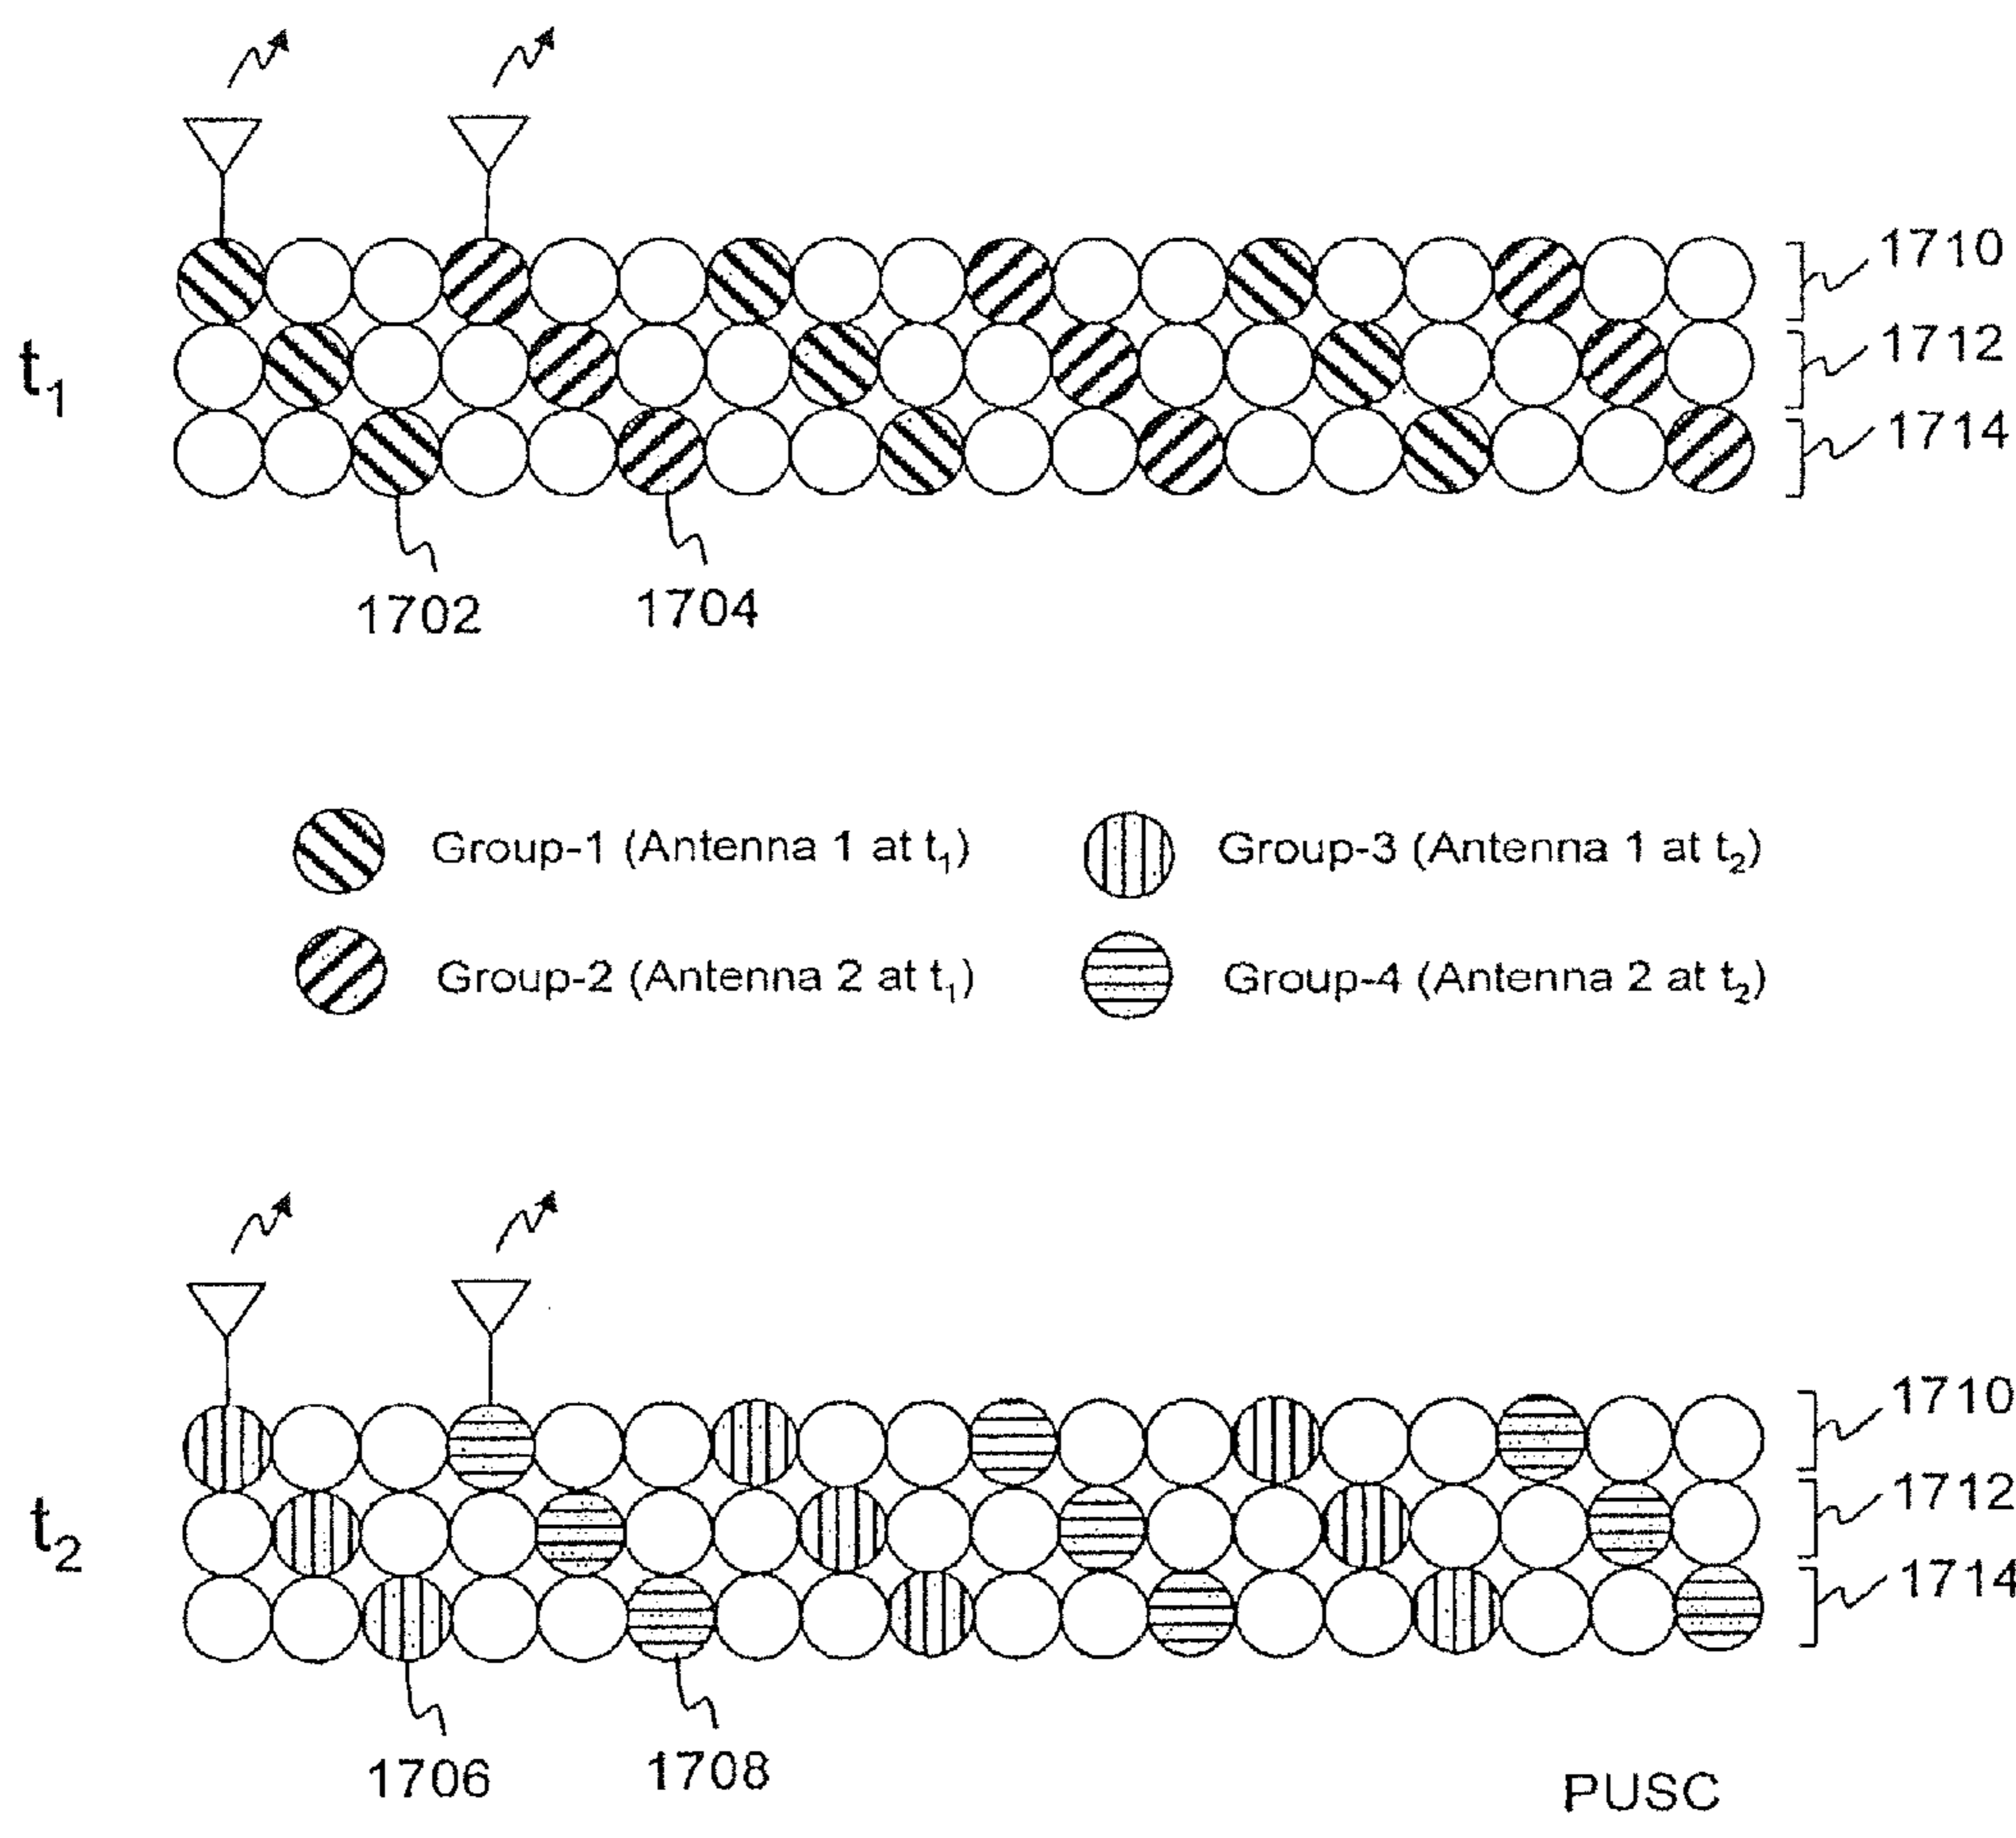 1710
1712
t1
1714
1702
1704
Group-1 (Antenna 1 at t1)
Group-3 (Antenna 1 at t2)
Group-2 (Antenna 2 at t1)
Group-4 (Antenna 2 at t2)
1710
1712
t2
1714
1706
1708
PUSC